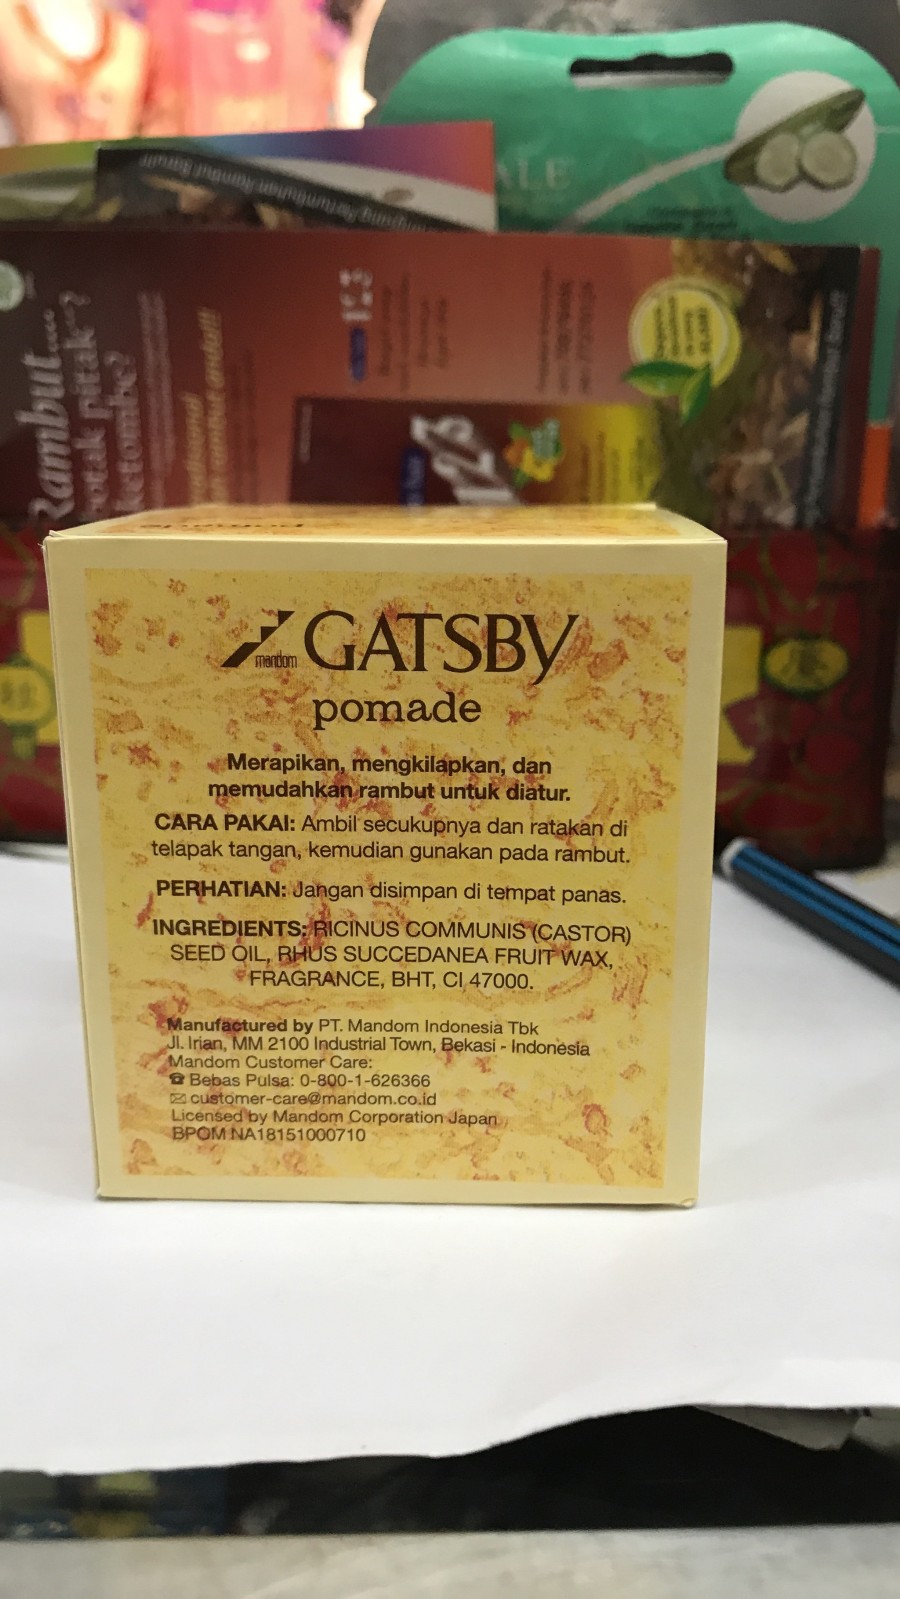 ALE
Rambut...
botak pitak...?
ketombe?
123
pomade
mandom GATSBY
pomade
Merapikan, mengkilapkan, dan
memudahkan rambut untuk diatur.
CARA PAKAI: Ambil secukupnya dan ratakan di
telapak tangan, kemudian gunakan pada rambut.
PERHATIAN: Jangan disimpan di tempat panas.
INGREDIENTS: RICINUS COMMUNIS (CASTOR)
SEED OIL, RHUS SUCCEDANEA FRUIT WAX,
FRAGRANCE, BHT, CI 47000.
Manufactured by PT. Mandom Indonesia Tbk
Jl. Irian, MM 2100 Industrial Town, Bekasi - Indonesia
Mandom Customer Care:
☎ Bebas Pulsa: 0-800-1-626366
✉ customer-care@mandom.co.id
Licensed by Mandom Corporation Japan
BPOM NA18151000710